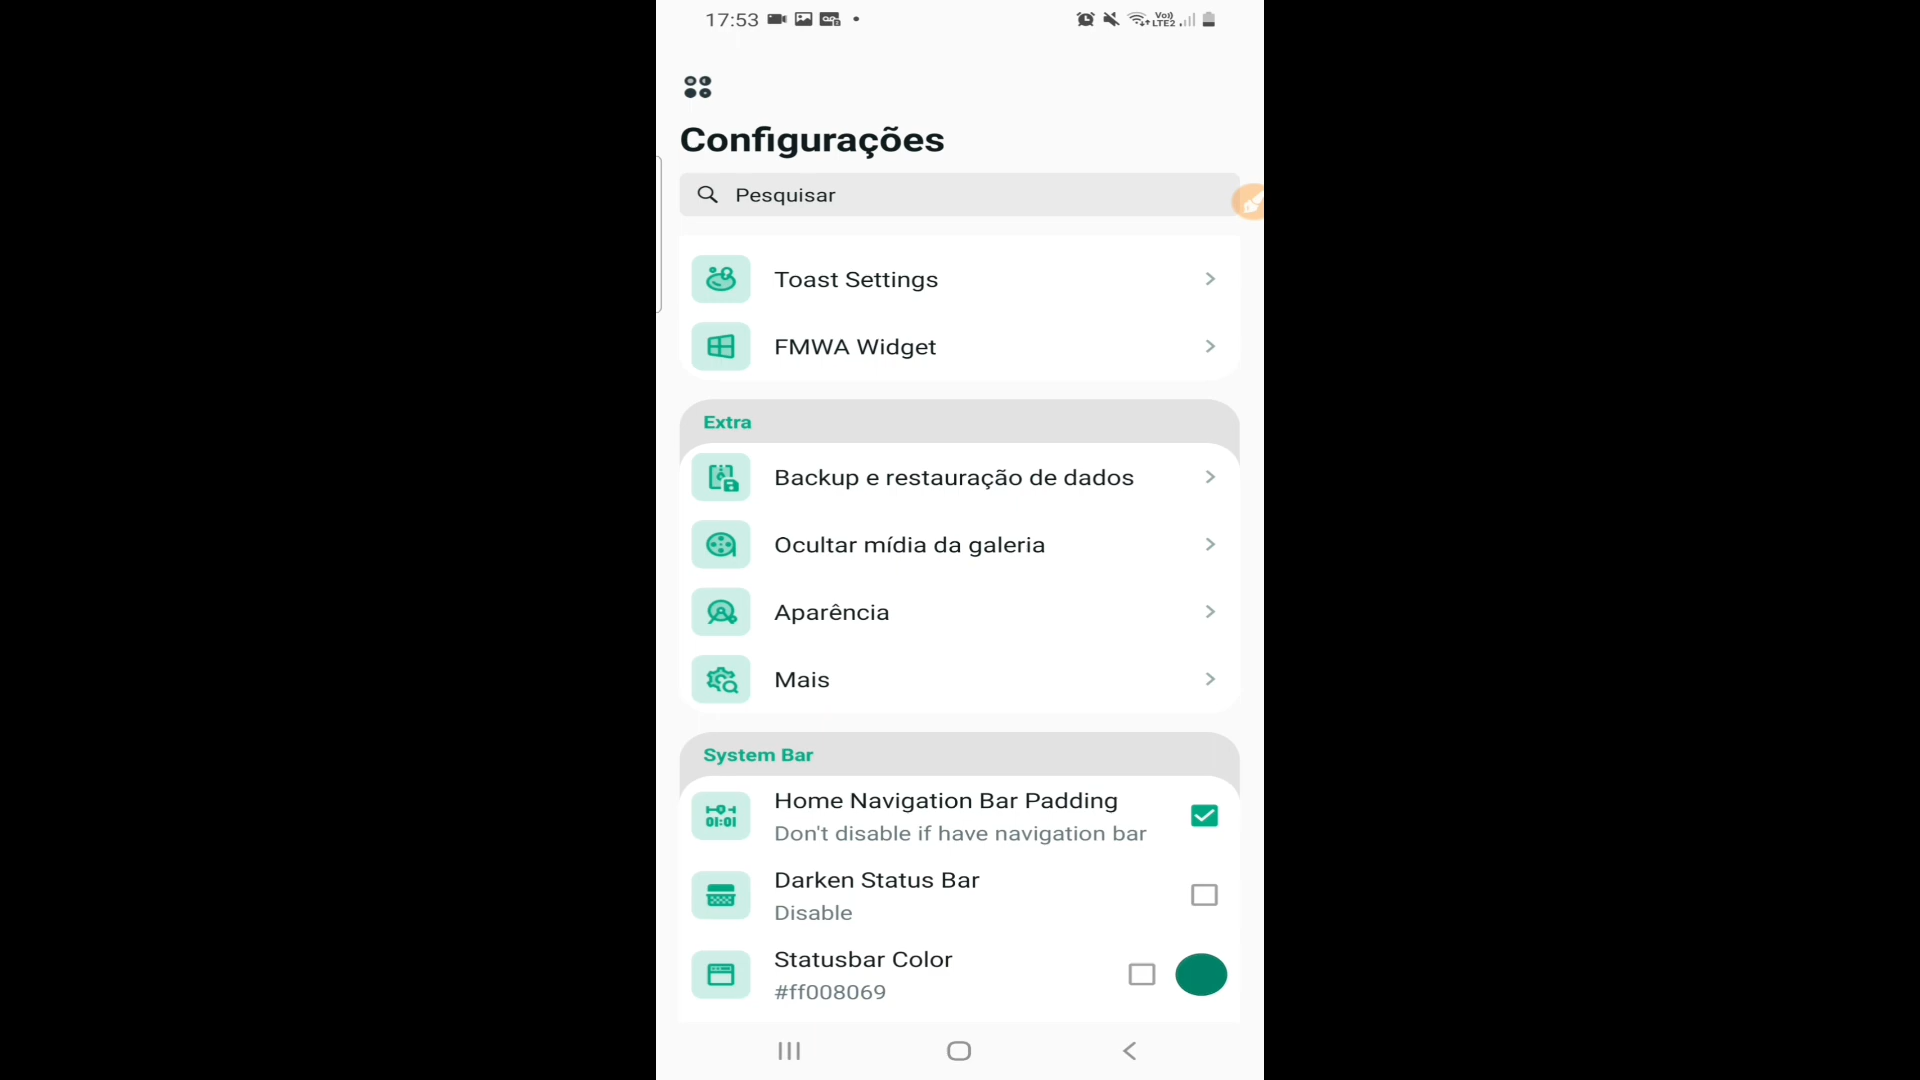 17:53
Vo)) LTE2
Configurações
Pesquisar
Toast Settings
FMWA Widget
Extra
Backup e restauração de dados
Ocultar mídia da galeria
Aparência
Mais
System Bar
Home Navigation Bar Padding
Don't disable if have navigation bar
Darken Status Bar
Disable
Statusbar Color
#ff008069